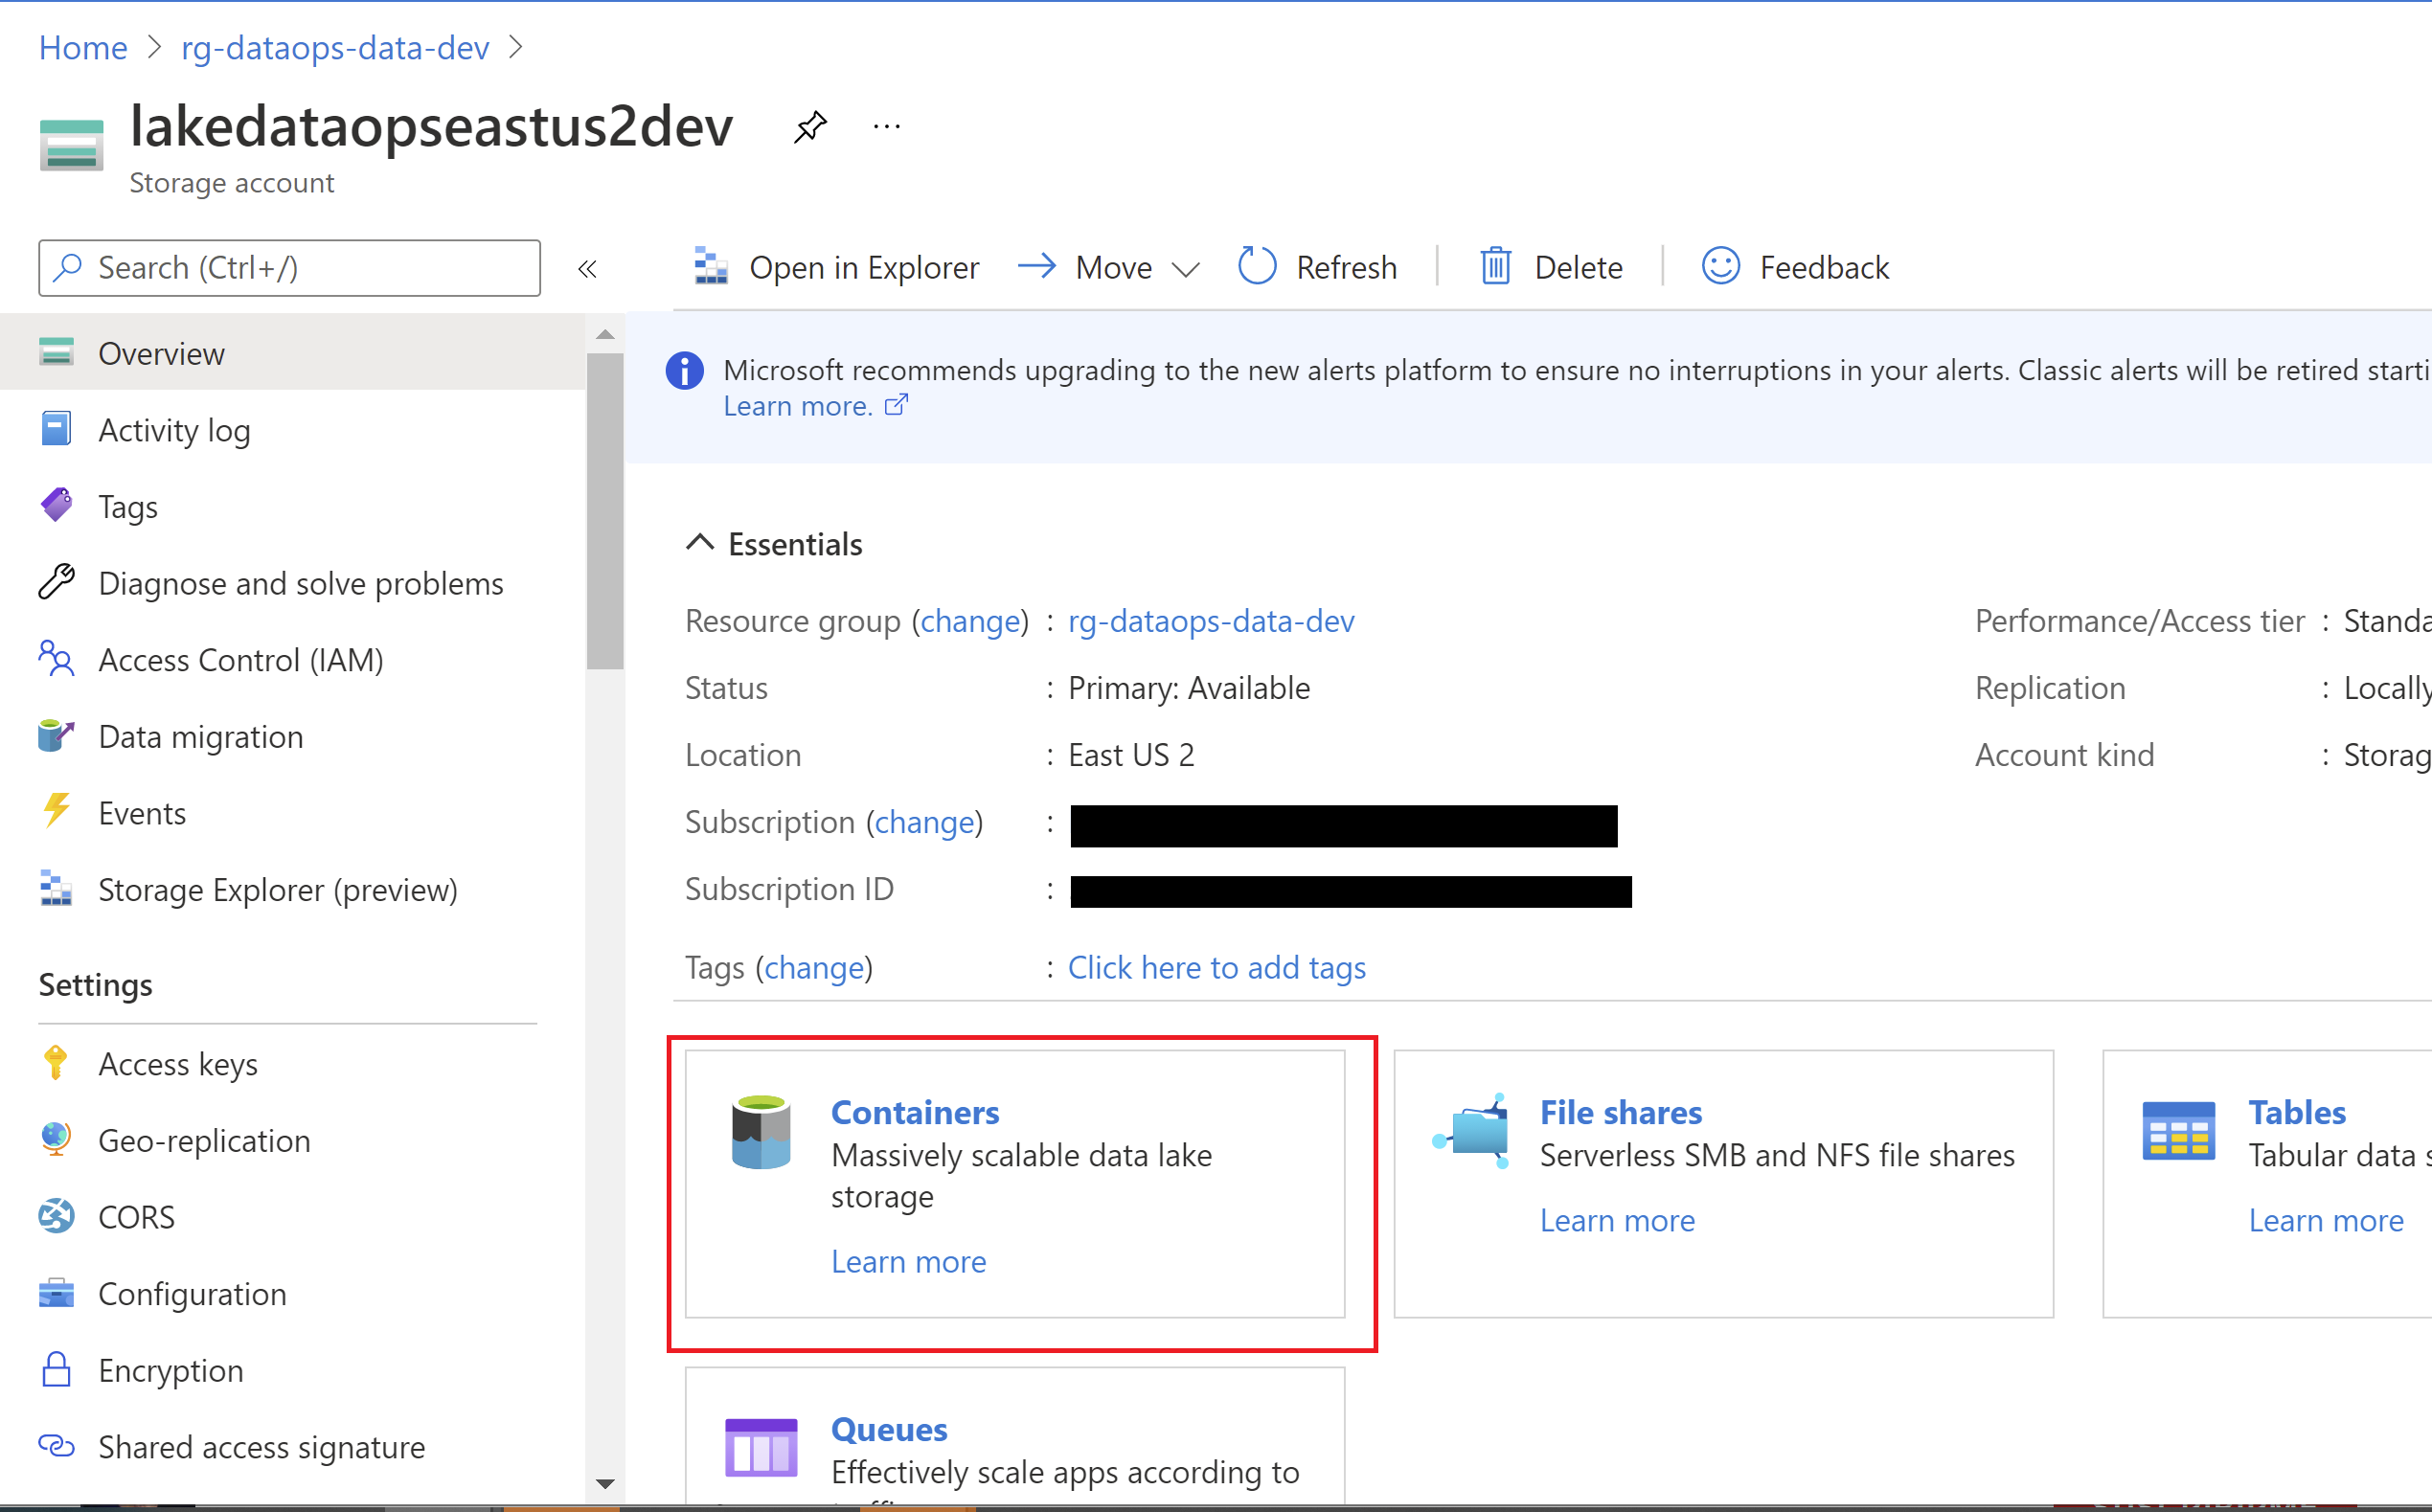 Home > rg-dataops-data-dev >
lakedataopseastus2dev ...
Storage account
Search (Ctrl+/) «
Overview
Activity log
Tags
Diagnose and solve problems
Access Control (IAM)
Data migration
Events
Storage Explorer (preview)
Settings
Access keys
Geo-replication
CORS
Configuration
Encryption
Shared access signature
Open in Explorer Move Refresh Delete Feedback
Microsoft recommends upgrading to the new alerts platform to ensure no interruptions in your alerts. Classic alerts will be retired starti
Learn more.
Essentials
Resource group (change) : rg-dataops-data-dev
Status : Primary: Available
Location : East US 2
Subscription (change) :
Subscription ID :
Tags (change) : Click here to add tags
Performance/Access tier : Standa
Replication : Locally
Account kind : Storag
Containers
Massively scalable data lake
storage
Learn more
File shares
Serverless SMB and NFS file shares
Learn more
Tables
Tabular data s
Learn more
Queues
Effectively scale apps according to